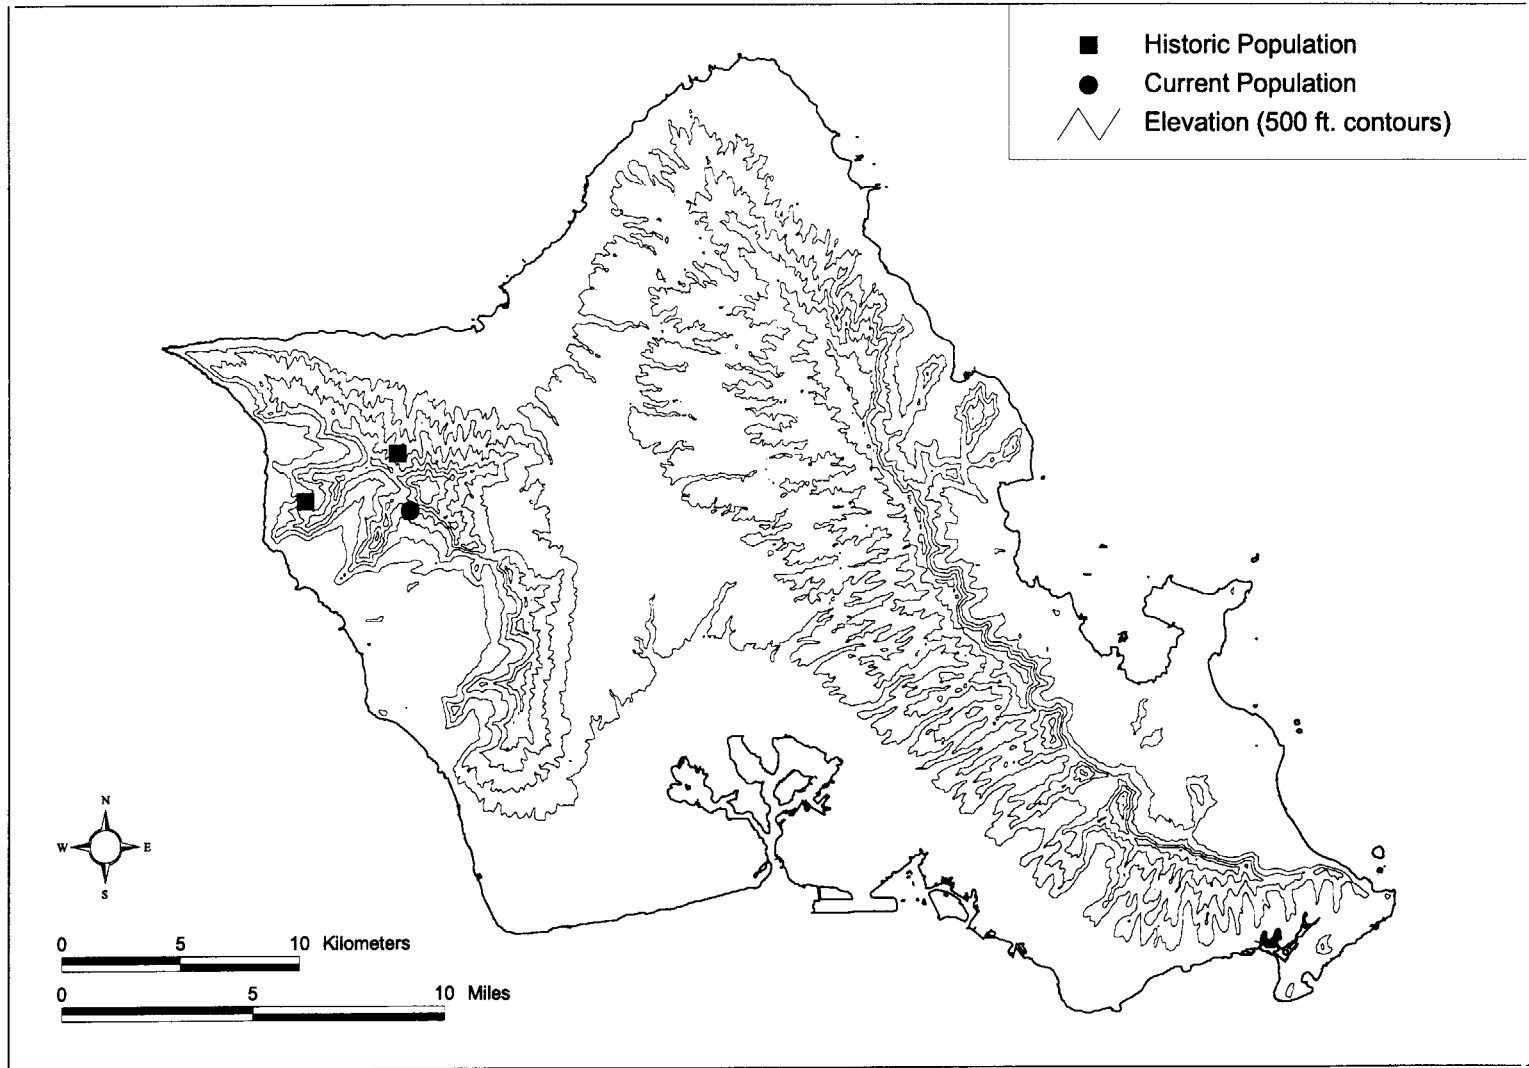 Historic Population
Current Population
Elevation (500 ft. contours)
N
W E
S
0 5 10 Kilometers
0 5 10 Miles